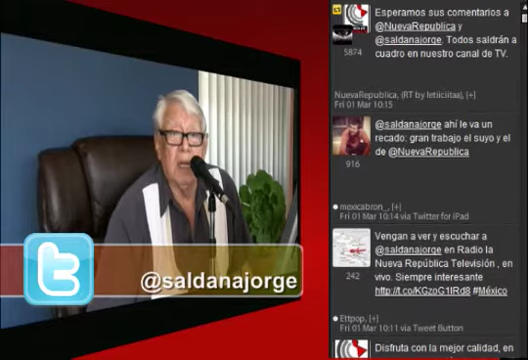 @saldanajorge
Esperamos sus comentarios a
@NuevaRepublica y
@saldanajorge. Todos saldrán a
cuadro en nuestro canal de TV.
5874
NuevaRepublica, (RT by letiiciitaa), [+]
Fri 01 Mar 10:15
@saldanajorge ahí le va un
recado: gran trabajo el suyo y el
de @NuevaRepublica
916
mexicabron_, [+]
Fri 01 Mar 10:14 via Twitter for iPad
Vengan a ver y escuchar a
@saldanajorge en Radio la
Nueva República Televisión , en
vivo. Siempre interesante
http://t.co/KGzoG1IRd8 #México
242
Ettpop, [+]
Fri 01 Mar 10:11 via Tweet Button
Disfruta con la mejor calidad, en